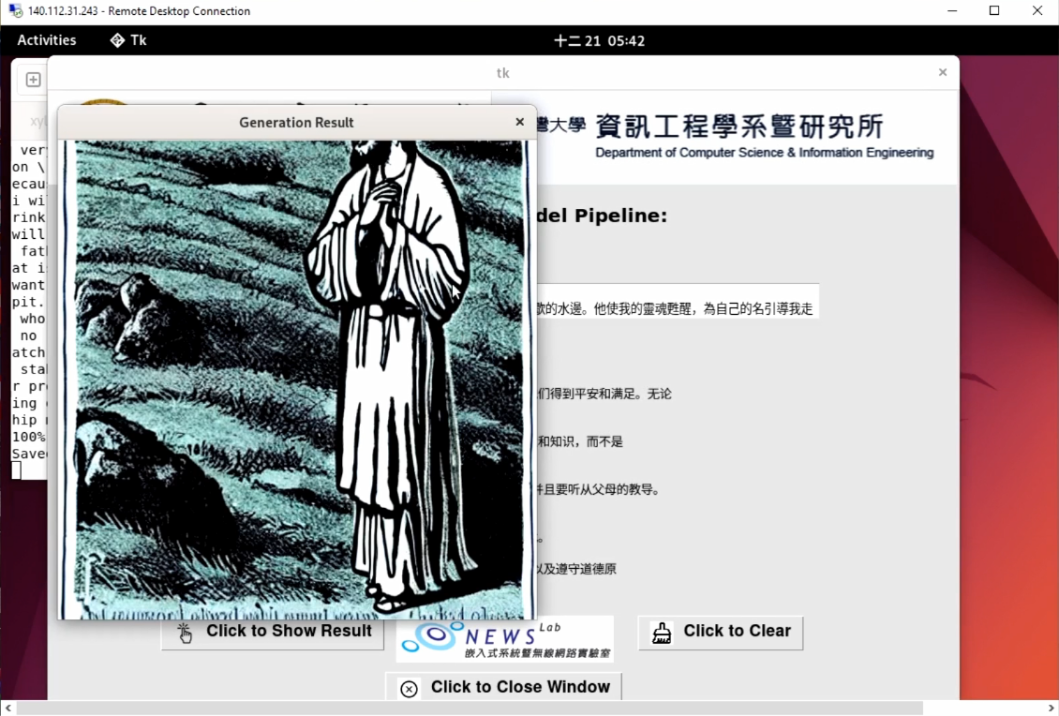 140.112.31.243 - Remote Desktop Connection
Activities
Tk
十二 21 05:42
tk
Generation Result
灣大學 資訊工程學系暨研究所
Department of Computer Science & Information Engineering
del Pipeline:
ver
on \
ecau
i wi
rink
will
fath
at i
want
pit.
who
no
atch
sta
r pr
ing
hip
100%
Save
歇的水邊。他使我的靈魂甦醒，為自己的名引導我走
们得到平安和满足。无论
和知识，而不是
并且要听从父母的教导。
。
以及遵守道德原
Click to Show Result
NEWS Lab
嵌入式系統暨無線網路實驗室
Click to Clear
Click to Close Window